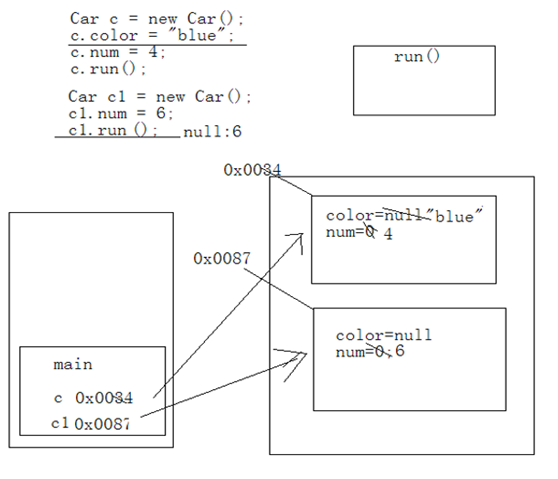 Car c = new Car();
c.color = "blue";
c.num = 4;
c.run();
Car c1 = new Car();
c1.num = 6;
c1.run(); null:6
run()
0x0034
color=null"blue"
num=0 4
0x0087
color=null
num=0;6
main
c 0x0034
c1 0x0087